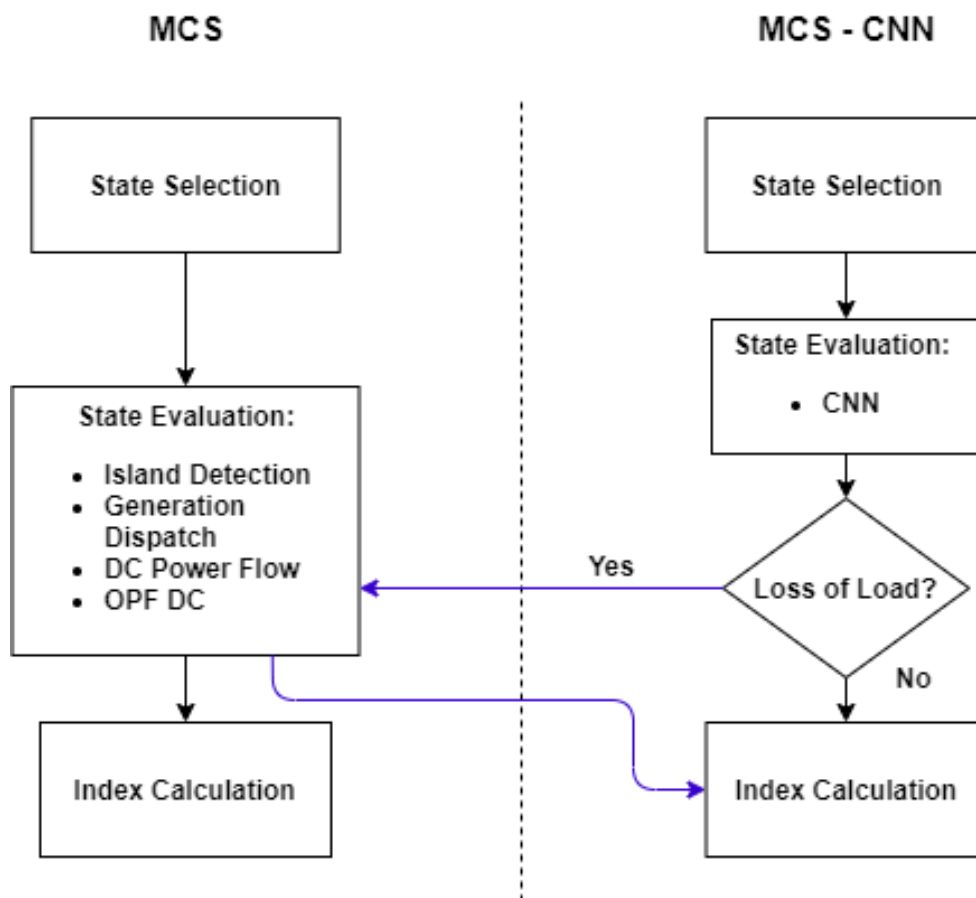 MCS
State Selection
State Evaluation:
• Island Detection
• Generation
Dispatch
• DC Power Flow
• OPF DC
Index Calculation
MCS - CNN
State Selection
State Evaluation:
• CNN
Loss of Load?
Yes
No
Index Calculation